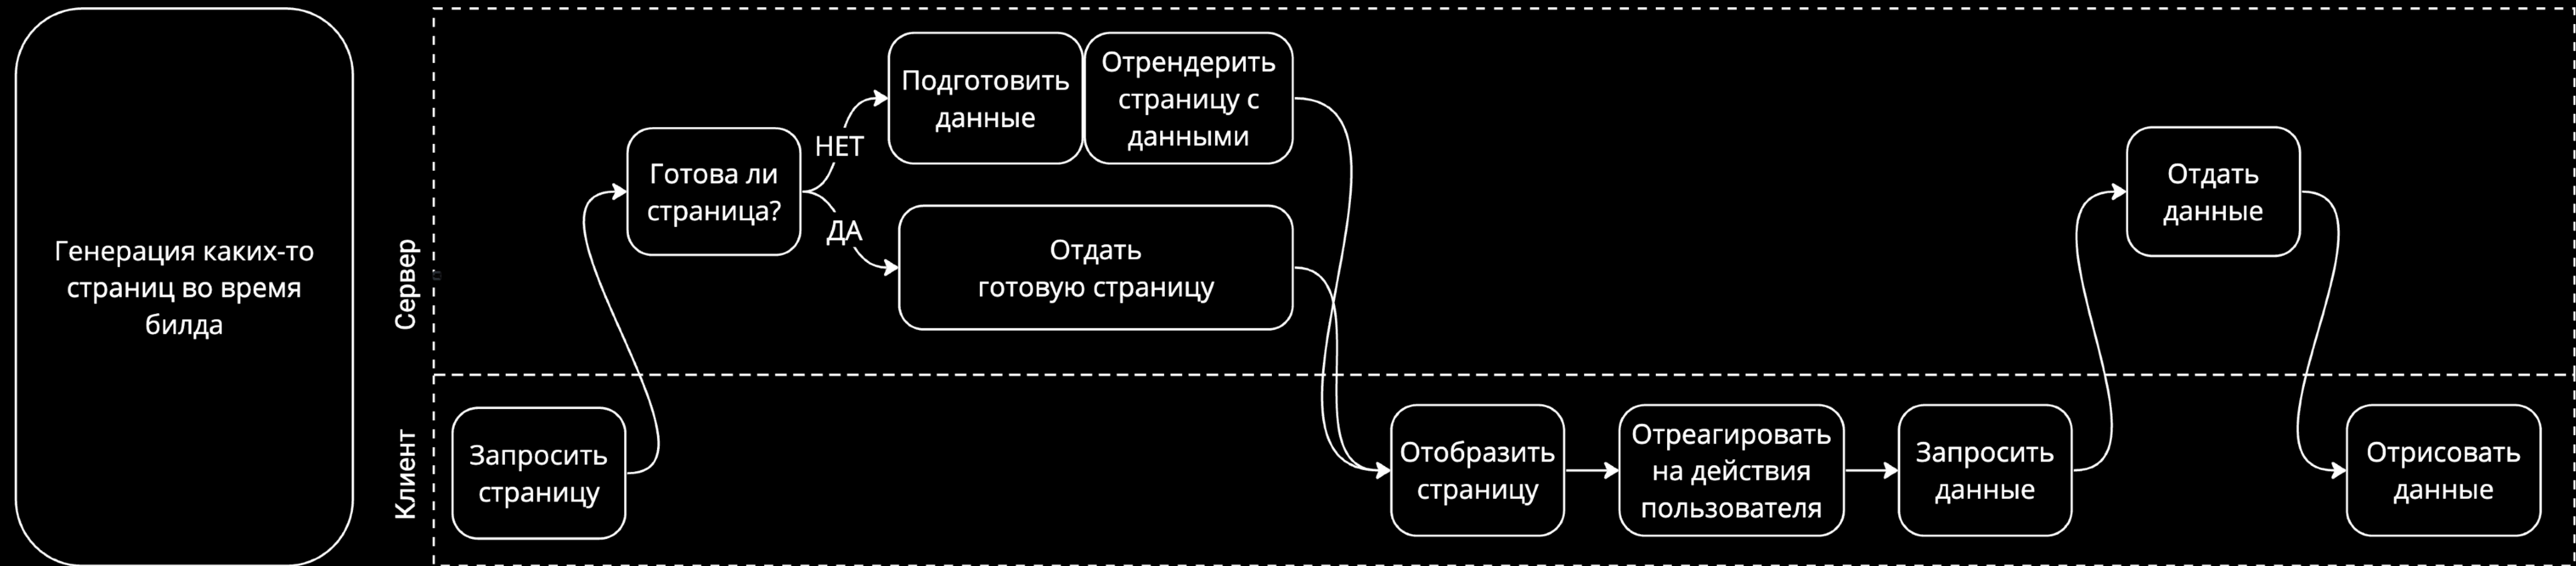 Генерация каких-то
страниц во время
билда
Сервер
Клиент
Запросить
страницу
Готова ли
страница?
НЕТ
ДА
Подготовить
данные
Отрендерить
страницу с
данными
Отдать
готовую страницу
Отобразить
страницу
Отреагировать
на действия
пользователя
Запросить
данные
Отдать
данные
Отрисовать
данные